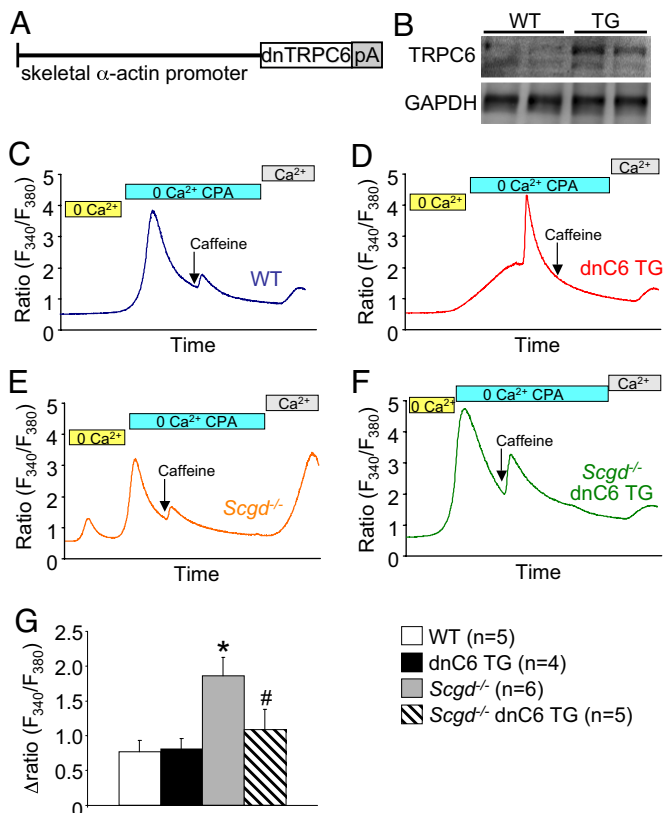 A
dnTRPC6 pA
skeletal α-actin promoter
B
WT TG
TRPC6
GAPDH
C
Ratio (F340/F380)
5
4
3
2
1
0
0 Ca2+
0 Ca2+ CPA
Ca2+
Caffeine
WT
Time
D
Ratio (F340/F380)
5
4
3
2
1
0
0 Ca2+
0 Ca2+ CPA
Ca2+
Caffeine
dnC6 TG
Time
E
Ratio (F340/F380)
5
4
3
2
1
0
0 Ca2+
0 Ca2+ CPA
Ca2+
Caffeine
Scgd-/-
Time
F
Ratio (F340/F380)
5
4
3
2
1
0
0 Ca2+
0 Ca2+ CPA
Ca2+
Caffeine
Scgd-/-
dnC6 TG
Time
G
Δratio (F340/F380)
2.5
2.0
1.5
1.0
0.5
0.0
*
#
WT (n=5)
dnC6 TG (n=4)
Scgd-/- (n=6)
Scgd-/- dnC6 TG (n=5)